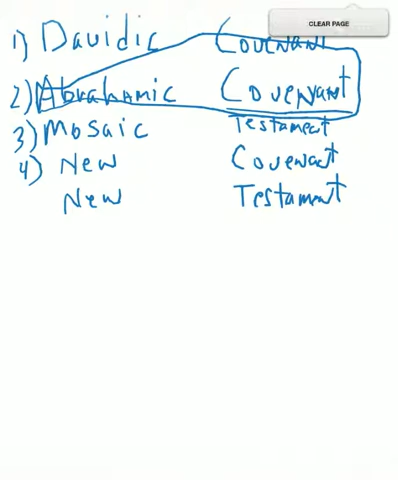 CLEAR PAGE
1) Davidic Covenant
2) Abrahamic Covenant
3) Mosaic Testament
4) New Covenant
New Testament